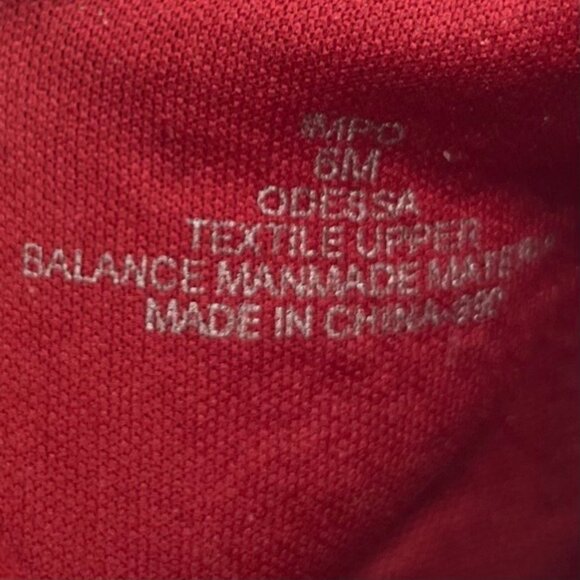 IMPO
6M
ODESSA
TEXTILE UPPER
BALANCE MANMADE
MADE IN CHINA